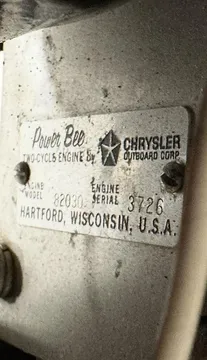 Power Bee CHRYSLER
TWO-CYCLE ENGINE By OUTBOARD CORP.
ENGINE MODEL 82030 ENGINE SERIAL 3726
HARTFORD, WISCONSIN, U.S.A.